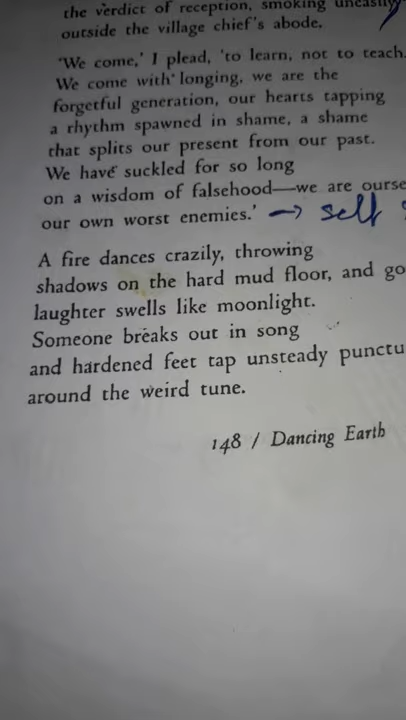 the verdict of reception, smoking uneasily
outside the village chief's abode.
'We come,' I plead, 'to learn, not to teach.
We come with longing, we are the
forgetful generation, our hearts tapping
a rhythm spawned in shame, a shame
that splits our present from our past.
We have suckled for so long
on a wisdom of falsehood—we are ourse
our own worst enemies.' → self
A fire dances crazily, throwing
shadows on the hard mud floor, and go
laughter swells like moonlight.
Someone breaks out in song
and hardened feet tap unsteady punctu
around the weird tune.
148 / Dancing Earth